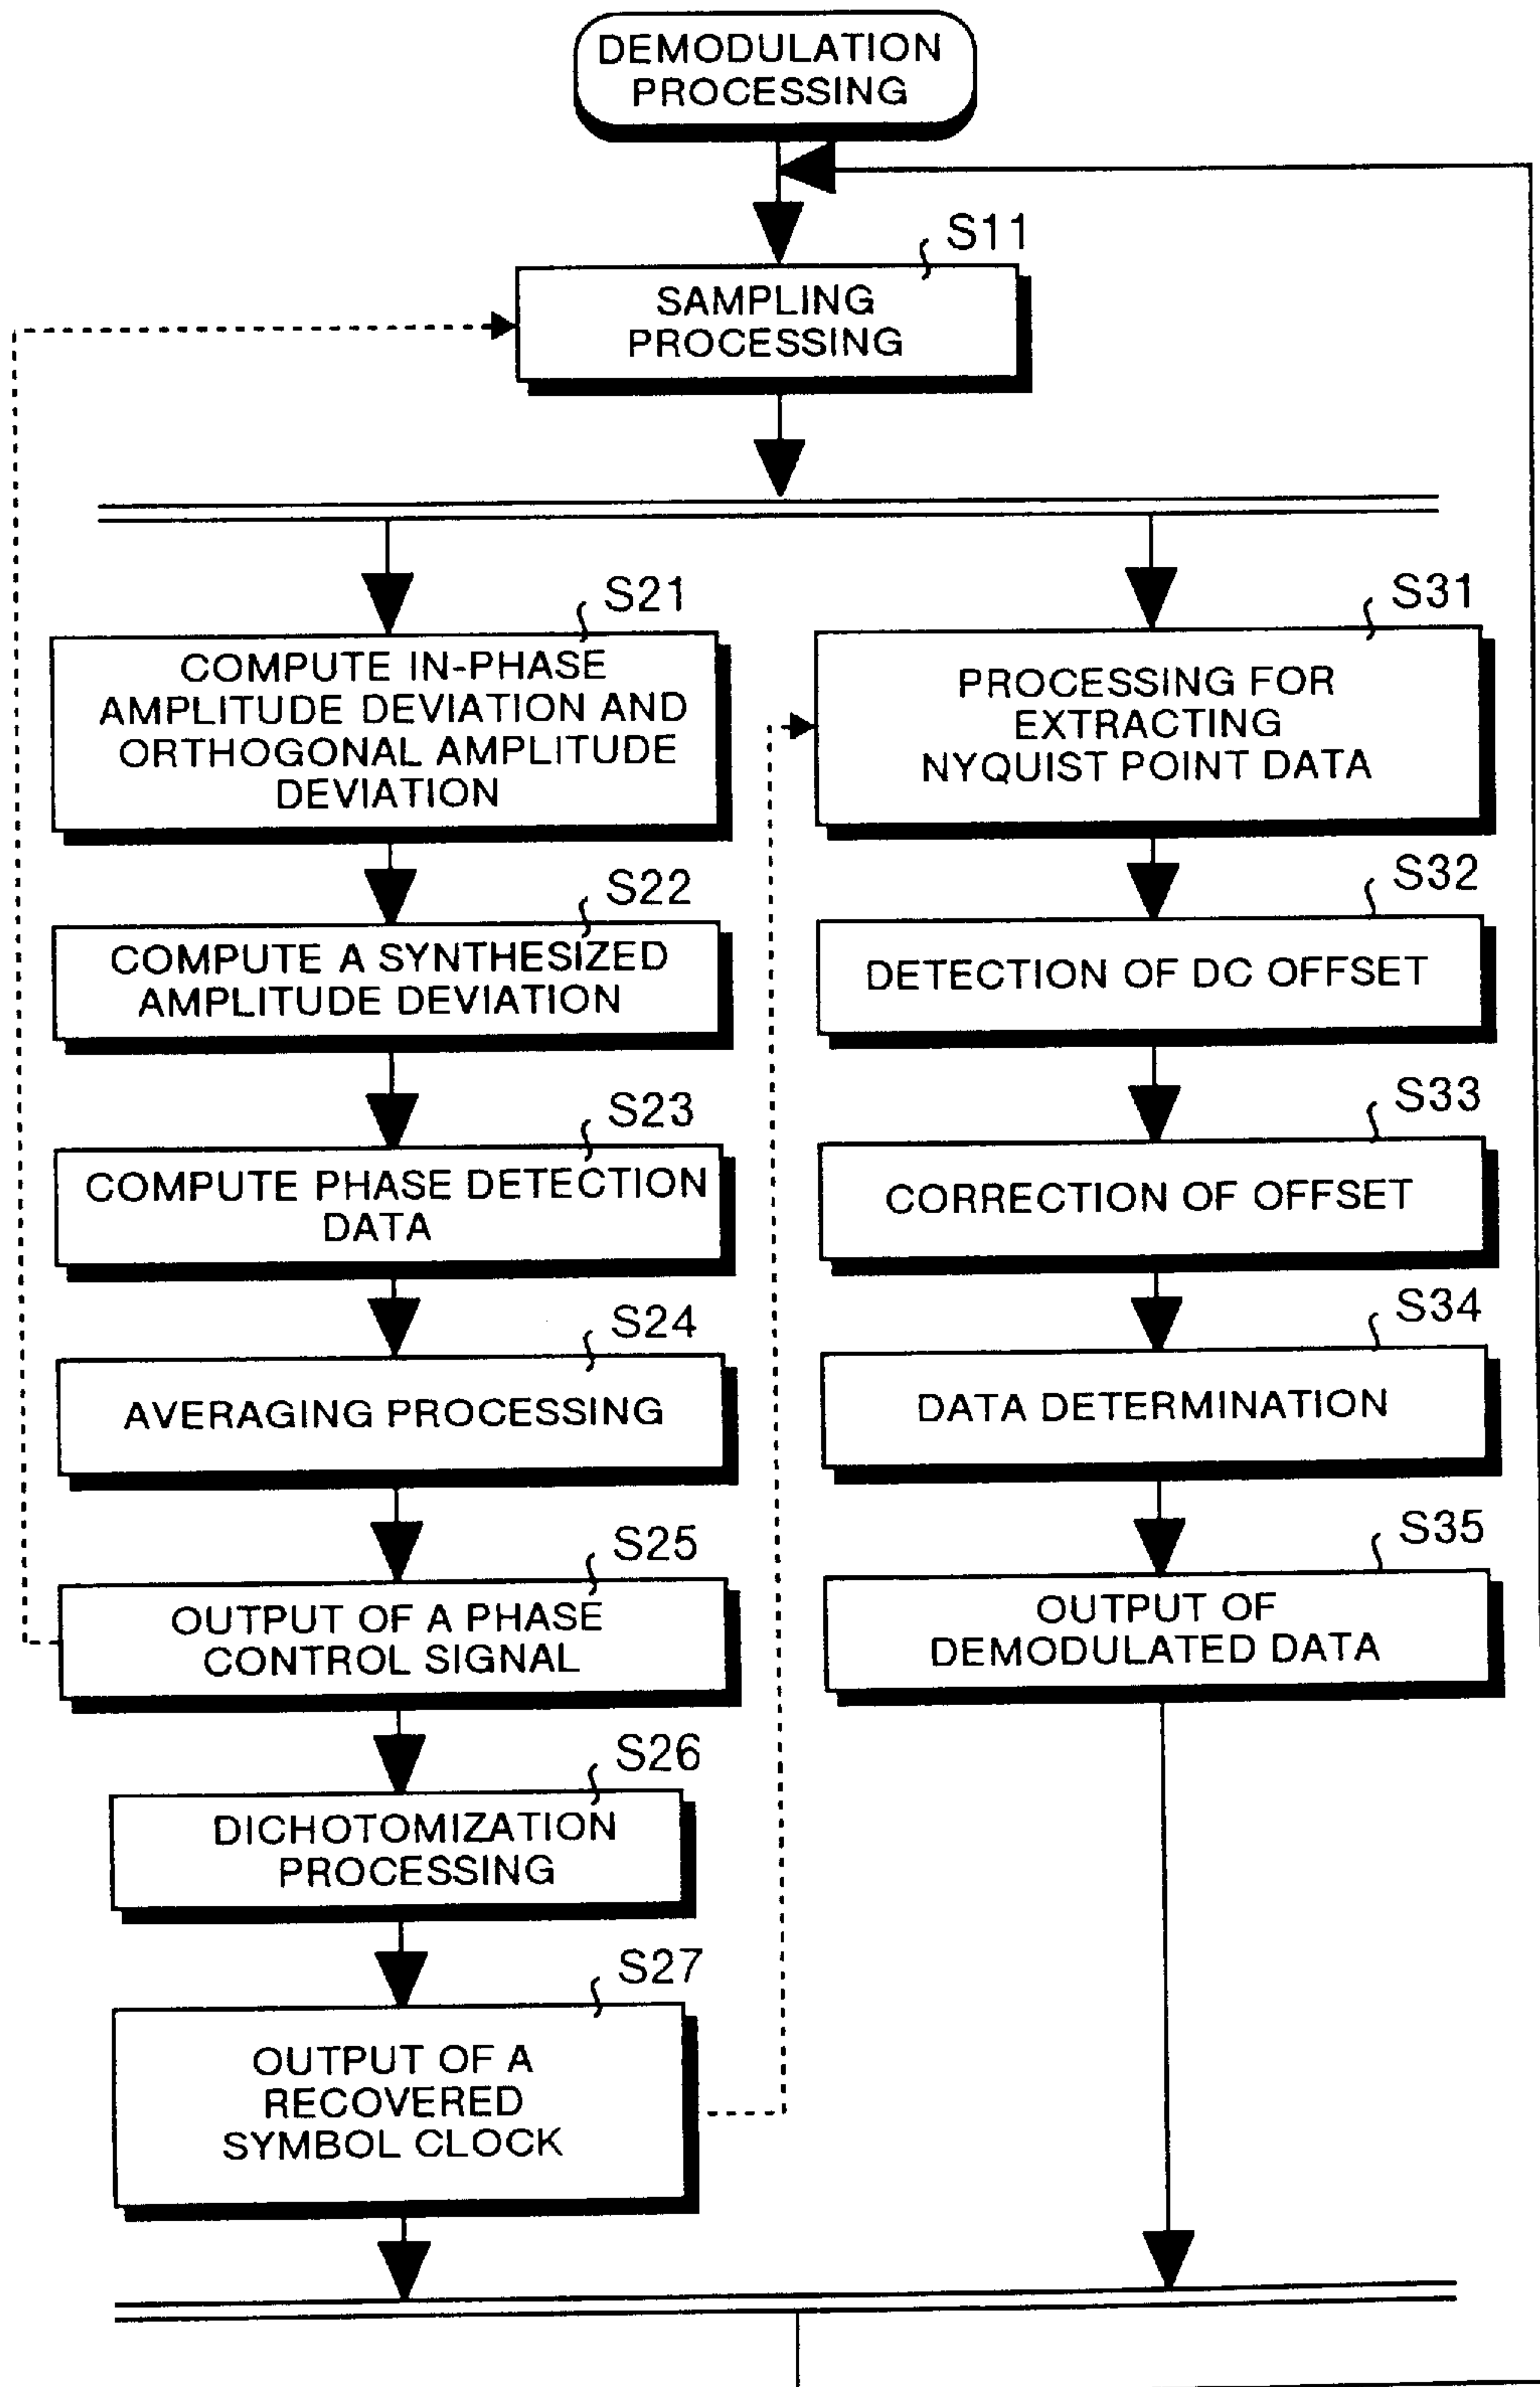 DEMODULATION
PROCESSING
S11
SAMPLING
PROCESSING
S21
COMPUTE IN-PHASE
AMPLITUDE DEVIATION AND
ORTHOGONAL AMPLITUDE
DEVIATION
S22
COMPUTE A SYNTHESIZED
AMPLITUDE DEVIATION
S23
COMPUTE PHASE DETECTION
DATA
S24
AVERAGING PROCESSING
S25
OUTPUT OF A PHASE
CONTROL SIGNAL
S26
DICHOTOMIZATION
PROCESSING
S27
OUTPUT OF A
RECOVERED
SYMBOL CLOCK
S31
PROCESSING FOR
EXTRACTING
NYQUIST POINT DATA
S32
DETECTION OF DC OFFSET
S33
CORRECTION OF OFFSET
S34
DATA DETERMINATION
S35
OUTPUT OF
DEMODULATED DATA